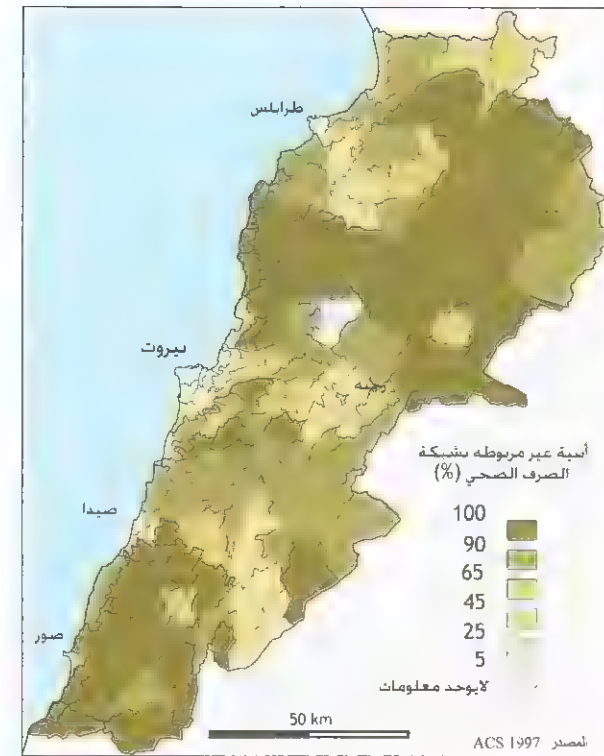 طرابلس
بيروت
زحلة
صيدا
صور
أبنية غير مربوطه بشبكة
الصرف الصحي (%)
100
90
65
45
25
5
لايوجد معلومات
50 km
المصدر ACS 1997